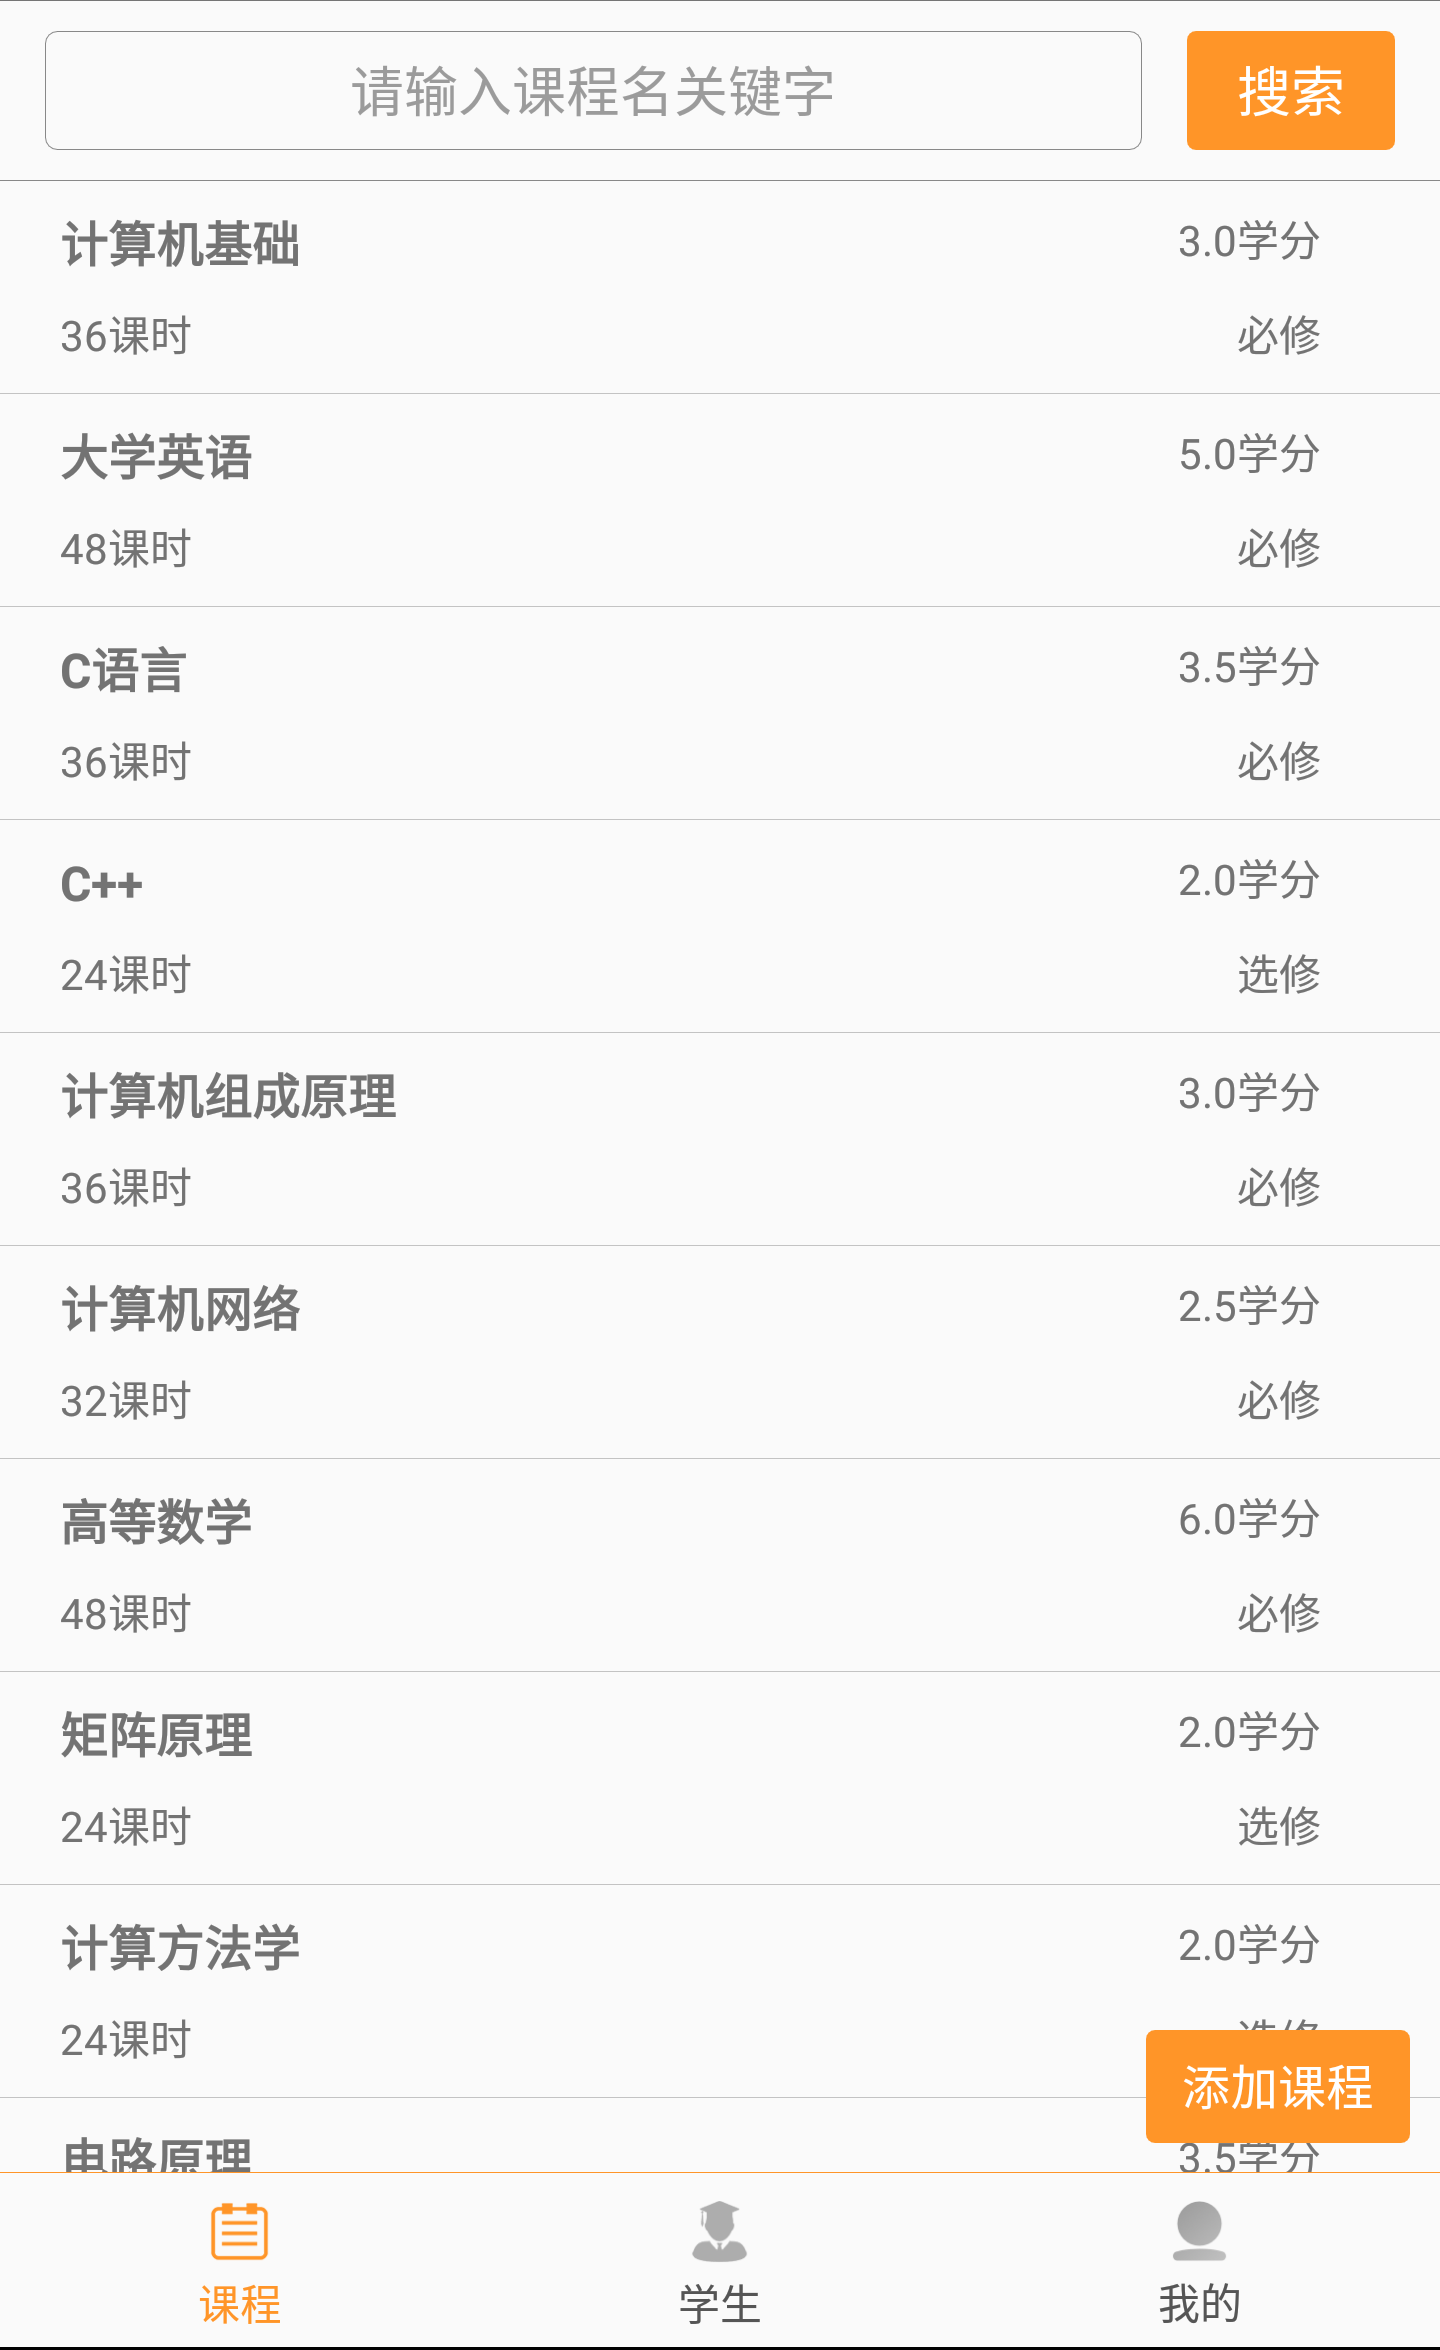 请输入课程名关键字 搜索
计算机基础 3.0学分
36课时 必修
大学英语 5.0学分
48课时 必修
C语言 3.5学分
36课时 必修
C++ 2.0学分
24课时 选修
计算机组成原理 3.0学分
36课时 必修
计算机网络 2.5学分
32课时 必修
高等数学 6.0学分
48课时 必修
矩阵原理 2.0学分
24课时 选修
计算方法学 2.0学分
24课时
添加课程
电路原理 3.5学分
课程 学生 我的